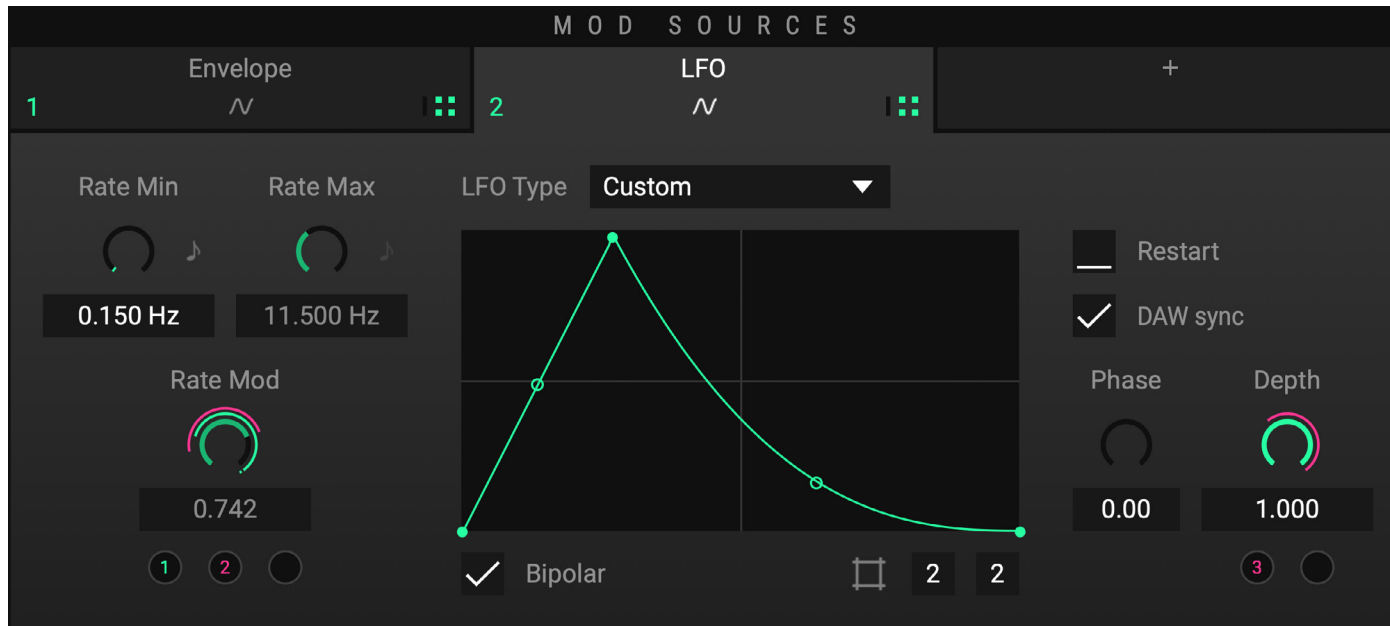 MOD SOURCES
Envelope
1
LFO
2
+
Rate Min
Rate Max
0.150 Hz
11.500 Hz
Rate Mod
0.742
1 2
LFO Type Custom
Bipolar
2 2
Restart
DAW sync
Phase
Depth
0.00
1.000
3